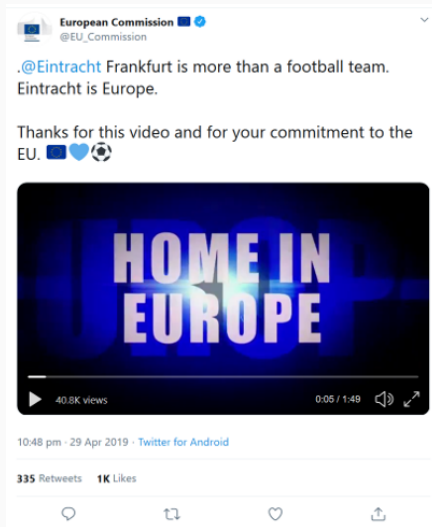 European Commission
@EU_Commission
.@Eintracht Frankfurt is more than a football team.
Eintracht is Europe.
Thanks for this video and for your commitment to the
EU.
HOME IN
EUROPE
40.8K views
0:05 / 1:49
10:48 pm · 29 Apr 2019 · Twitter for Android
335 Retweets 1K Likes